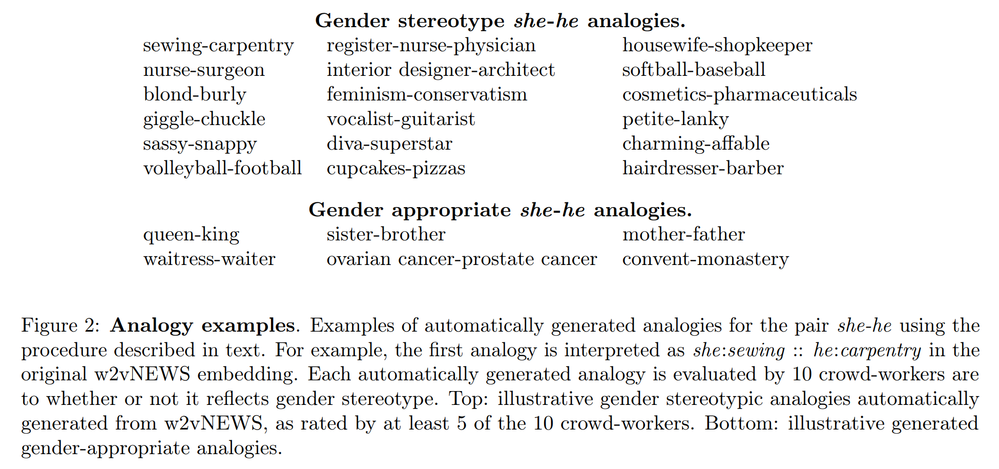 Gender stereotype she-he analogies.
sewing-carpentry register-nurse-physician housewife-shopkeeper
nurse-surgeon interior designer-architect softball-baseball
blond-burly feminism-conservatism cosmetics-pharmaceuticals
giggle-chuckle vocalist-guitarist petite-lanky
sassy-snappy diva-superstar charming-affable
volleyball-football cupcakes-pizzas hairdresser-barber
Gender appropriate she-he analogies.
queen-king sister-brother mother-father
waitress-waiter ovarian cancer-prostate cancer convent-monastery
Figure 2: Analogy examples. Examples of automatically generated analogies for the pair she-he using the
procedure described in text. For example, the first analogy is interpreted as she:sewing :: he:carpentry in the
original w2vNEWS embedding. Each automatically generated analogy is evaluated by 10 crowd-workers are
to whether or not it reflects gender stereotype. Top: illustrative gender stereotypic analogies automatically
generated from w2vNEWS, as rated by at least 5 of the 10 crowd-workers. Bottom: illustrative generated
gender-appropriate analogies.